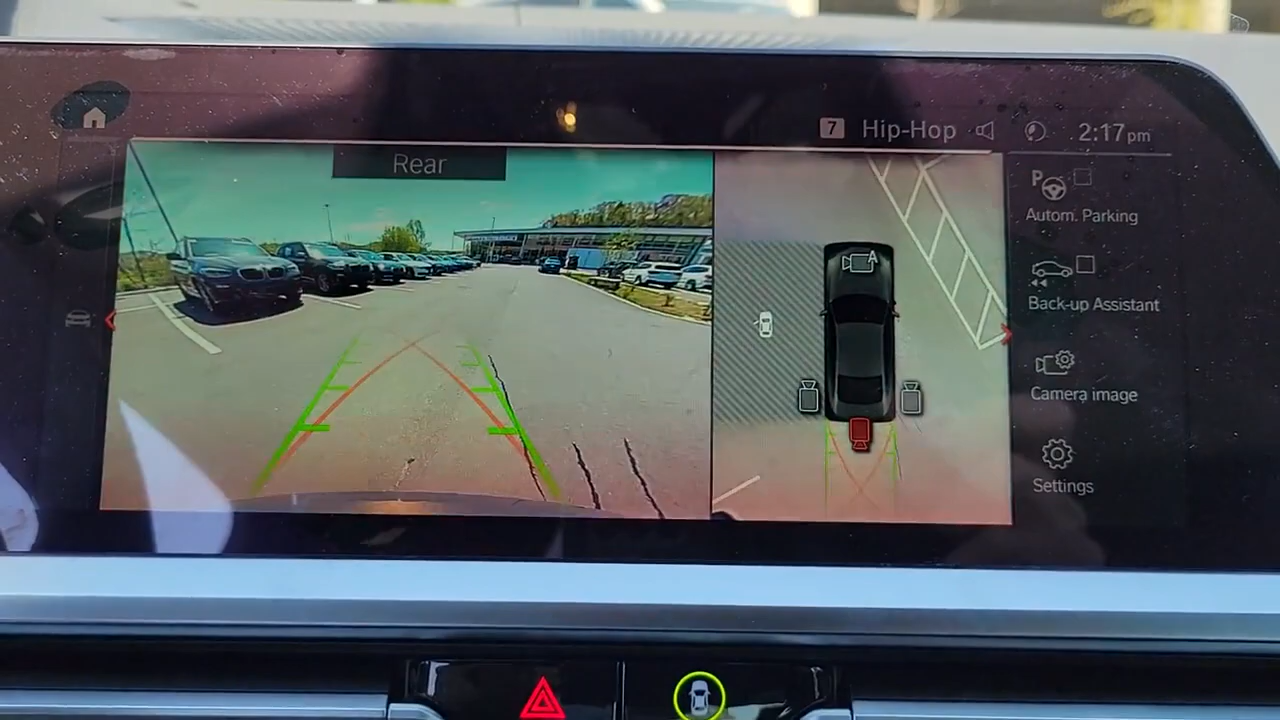 7 Hip-Hop 2:17pm
Rear
A
P
Autom. Parking
Back-up Assistant
Camera image
Settings